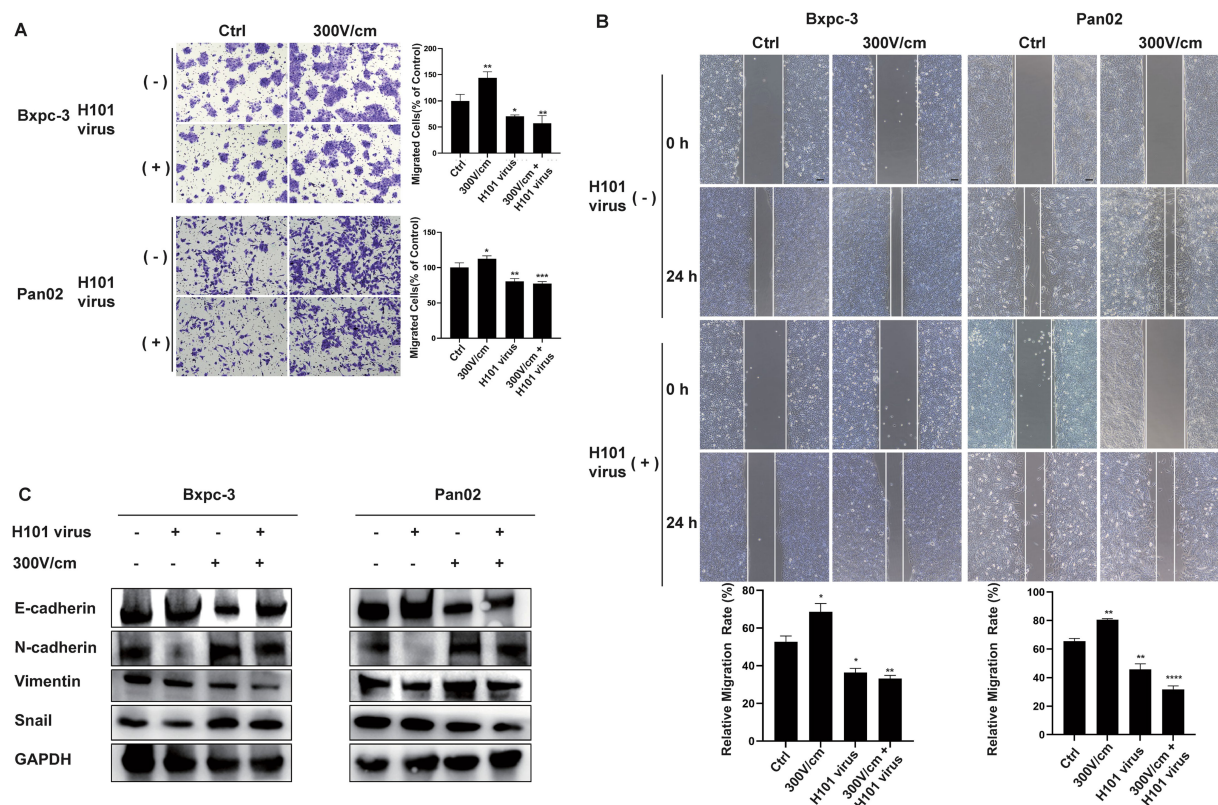 A
Ctrl 300V/cm
Bxpc-3 H101 virus
(-)
(+)
Migrated Cells(% of Control)
200
150
100
50
0
**
*
**
Ctrl
300V/cm
H101 virus
300V/cm + H101 virus
Pan02 H101 virus
(-)
(+)
Migrated Cells(% of Control)
150
100
50
0
*
**
***
Ctrl
300V/cm
H101 virus
300V/cm + H101 virus
B
Bxpc-3 Pan02
Ctrl 300V/cm Ctrl 300V/cm
H101 virus (-)
0 h
24 h
H101 virus (+)
0 h
24 h
Relative Migration Rate (%)
80
60
40
20
0
*
*
**
Ctrl
300V/cm
H101 virus
300V/cm + H101 virus
Relative Migration Rate (%)
100
80
60
40
20
0
**
**
****
Ctrl
300V/cm
H101 virus
300V/cm + H101 virus
C
Bxpc-3 Pan02
H101 virus - + - + - + - +
300V/cm - - + + - - + +
E-cadherin
N-cadherin
Vimentin
Snail
GAPDH